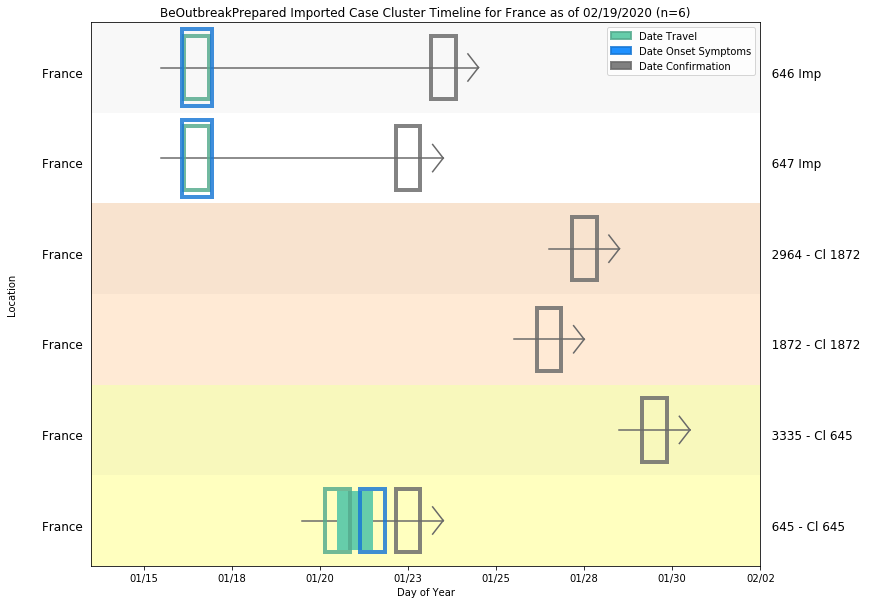 BeOutbreakPrepared Imported Case Cluster Timeline for France as of 02/19/2020 (n=6)
Date Travel
Date Onset Symptoms
Date Confirmation
France 646 Imp
France 647 Imp
France 2964 - Cl 1872
Location
France 1872 - Cl 1872
France 3335 - Cl 645
France 645 - Cl 645
01/15 01/18 01/20 01/23 01/25 01/28 01/30 02/02
Day of Year